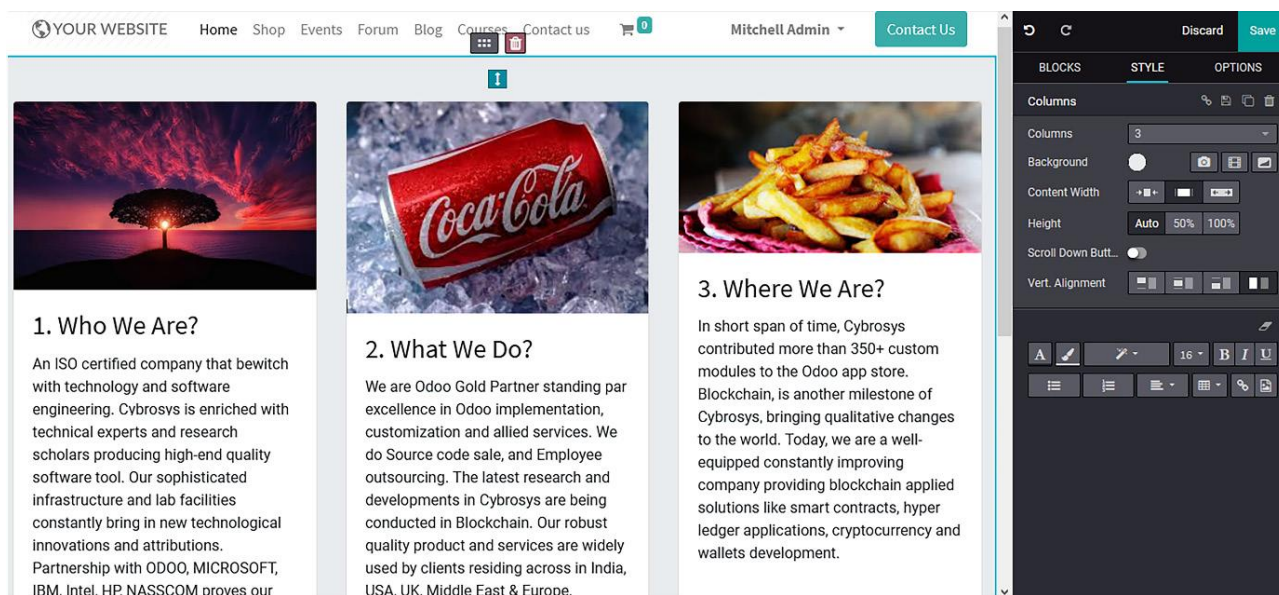 YOUR WEBSITE
Home Shop Events Forum Blog Courses Contact us 0 Mitchell Admin Contact Us
Discard Save
BLOCKS STYLE OPTIONS
Columns
Columns 3
Background
Content Width
Height Auto 50% 100%
Scroll Down Butt...
Vert. Alignment
A 16 B I U
Coca-Cola
1. Who We Are?
An ISO certified company that bewitch
with technology and software
engineering. Cybrosys is enriched with
technical experts and research
scholars producing high-end quality
software tool. Our sophisticated
infrastructure and lab facilities
constantly bring in new technological
innovations and attributions.
Partnership with ODOO, MICROSOFT,
IBM, Intel, HP, NASSCOM proves our
2. What We Do?
We are Odoo Gold Partner standing par
excellence in Odoo implementation,
customization and allied services. We
do Source code sale, and Employee
outsourcing. The latest research and
developments in Cybrosys are being
conducted in Blockchain. Our robust
quality product and services are widely
used by clients residing across in India,
USA, UK, Middle East & Europe.
3. Where We Are?
In short span of time, Cybrosys
contributed more than 350+ custom
modules to the Odoo app store.
Blockchain, is another milestone of
Cybrosys, bringing qualitative changes
to the world. Today, we are a well-
equipped constantly improving
company providing blockchain applied
solutions like smart contracts, hyper
ledger applications, cryptocurrency and
wallets development.